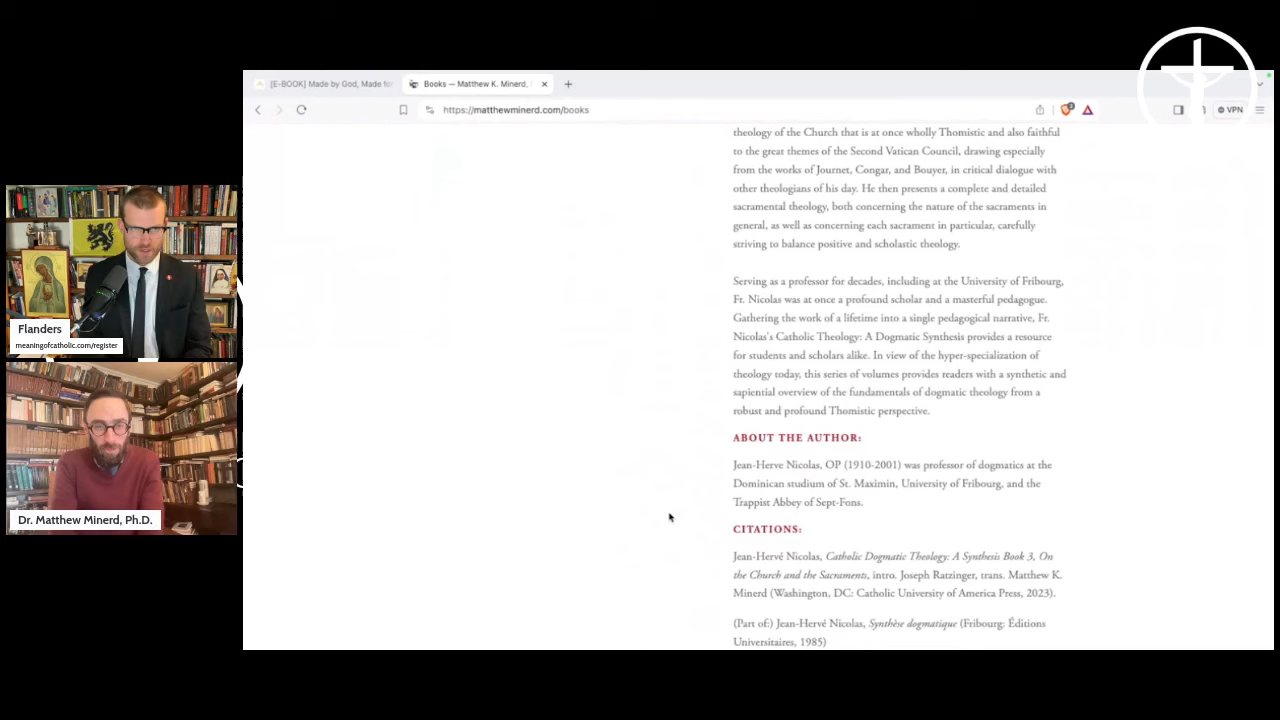 [E-BOOK] Made by God, Made for
Books — Matthew K. Minerd,
https://matthewminerd.com/books
VPN
theology of the Church that is at once wholly Thomistic and also faithful
to the great themes of the Second Vatican Council, drawing especially
from the works of Journet, Congar, and Bouyer, in critical dialogue with
other theologians of his day. He then presents a complete and detailed
sacramental theology, both concerning the nature of the sacraments in
general, as well as concerning each sacrament in particular, carefully
striving to balance positive and scholastic theology.
Serving as a professor for decades, including at the University of Fribourg,
Fr. Nicolas was at once a profound scholar and a masterful pedagogue.
Gathering the work of a lifetime into a single pedagogical narrative, Fr.
Nicolas's Catholic Theology: A Dogmatic Synthesis provides a resource
for students and scholars alike. In view of the hyper-specialization of
theology today, this series of volumes provides readers with a synthetic and
sapiential overview of the fundamentals of dogmatic theology from a
robust and profound Thomistic perspective.
ABOUT THE AUTHOR:
Jean-Herve Nicolas, OP (1910-2001) was professor of dogmatics at the
Dominican studium of St. Maximin, University of Fribourg, and the
Trappist Abbey of Sept-Fons.
CITATIONS:
Jean-Hervé Nicolas, Catholic Dogmatic Theology: A Synthesis Book 3, On
the Church and the Sacraments, intro. Joseph Ratzinger, trans. Matthew K.
Minerd (Washington, DC: Catholic University of America Press, 2023).
(Part of:) Jean-Hervé Nicolas, Synthèse dogmatique (Fribourg: Éditions
Universitaires, 1985)
Flanders
meaningofcatholic.com/register
Dr. Matthew Minerd, Ph.D.